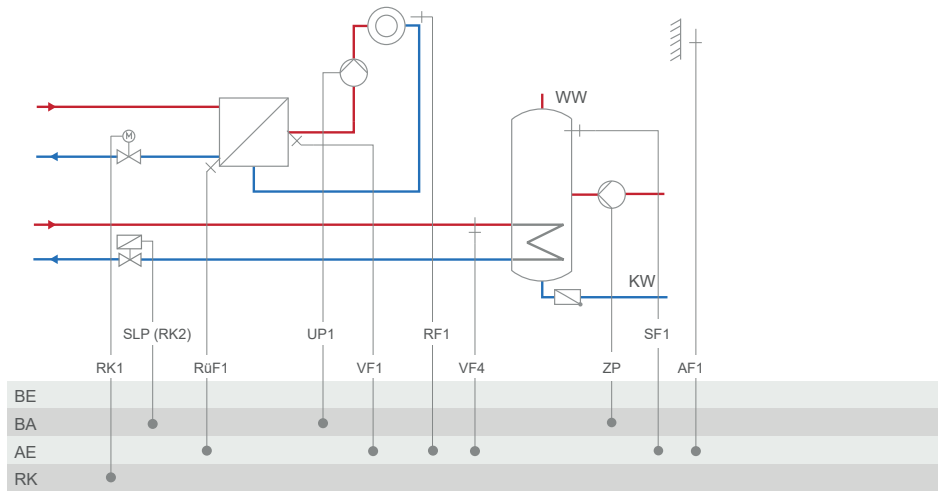 M
WW
KW
SLP (RK2) UP1 RF1 SF1
RK1 RüF1 VF1 VF4 ZP AF1
BE
BA
AE
RK